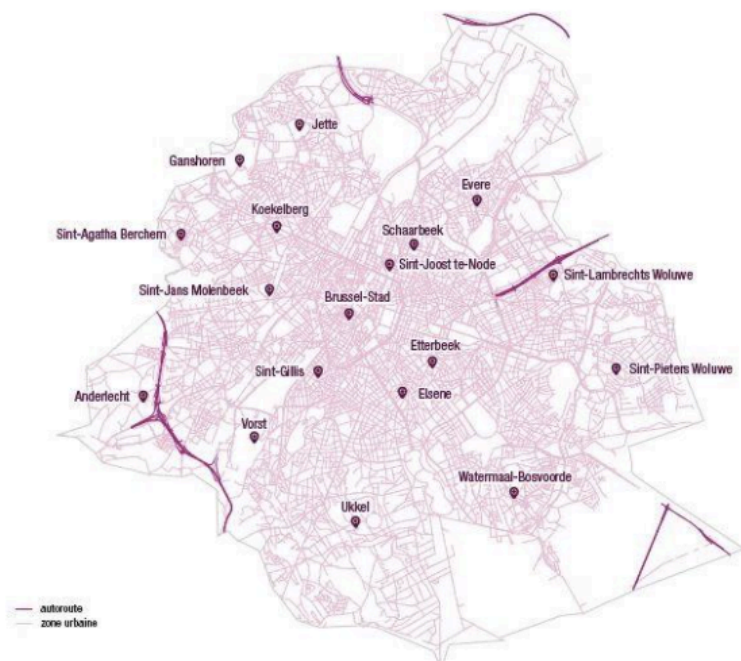 Jette
Ganshoren
Evere
Koekelberg
Sint-Agatha Berchem
Schaarbeek
Sint-Joost te-Node
Sint-Lambrechts Woluwe
Sint-Jans Molenbeek
Brussel-Stad
Etterbeek
Sint-Gillis
Sint-Pieters Woluwe
Anderlecht
Elsene
Vorst
Watermaal-Bosvoorde
Ukkel
autoroute
zone urbaine